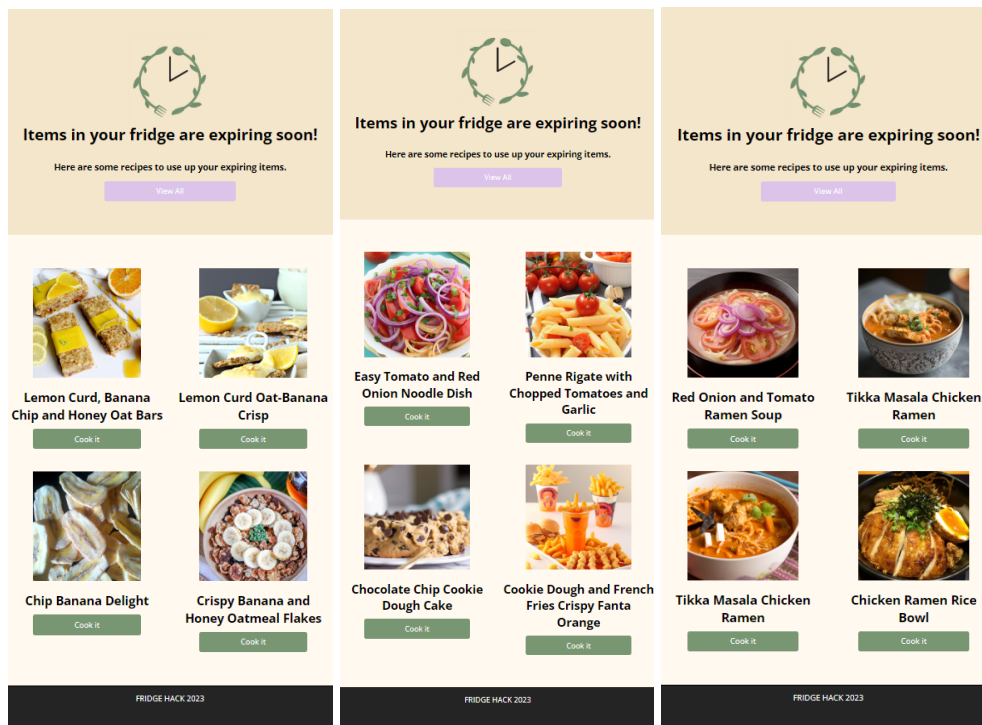 Items in your fridge are expiring soon!
Here are some recipes to use up your expiring items.
View All
Lemon Curd, Banana
Chip and Honey Oat Bars
Cook it
Lemon Curd Oat-Banana
Crisp
Cook it
Chip Banana Delight
Cook it
Crispy Banana and
Honey Oatmeal Flakes
Cook it
FRIDGE HACK 2023
Items in your fridge are expiring soon!
Here are some recipes to use up your expiring items.
View All
Easy Tomato and Red
Onion Noodle Dish
Cook it
Penne Rigate with
Chopped Tomatoes and
Garlic
Cook it
Chocolate Chip Cookie
Dough Cake
Cook it
Cookie Dough and French
Fries Crispy Fanta
Orange
Cook it
FRIDGE HACK 2023
Items in your fridge are expiring soon!
Here are some recipes to use up your expiring items.
View All
Red Onion and Tomato
Ramen Soup
Cook it
Tikka Masala Chicken
Ramen
Cook it
Tikka Masala Chicken
Ramen
Cook it
Chicken Ramen Rice
Bowl
Cook it
FRIDGE HACK 2023